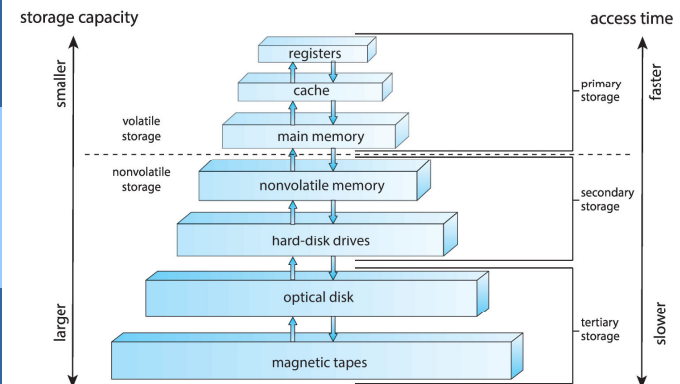 storage capacity
access time
smaller
faster
registers
cache
primary
storage
volatile
storage
main memory
nonvolatile
storage
nonvolatile memory
secondary
storage
hard-disk drives
optical disk
larger
slower
tertiary
storage
magnetic tapes